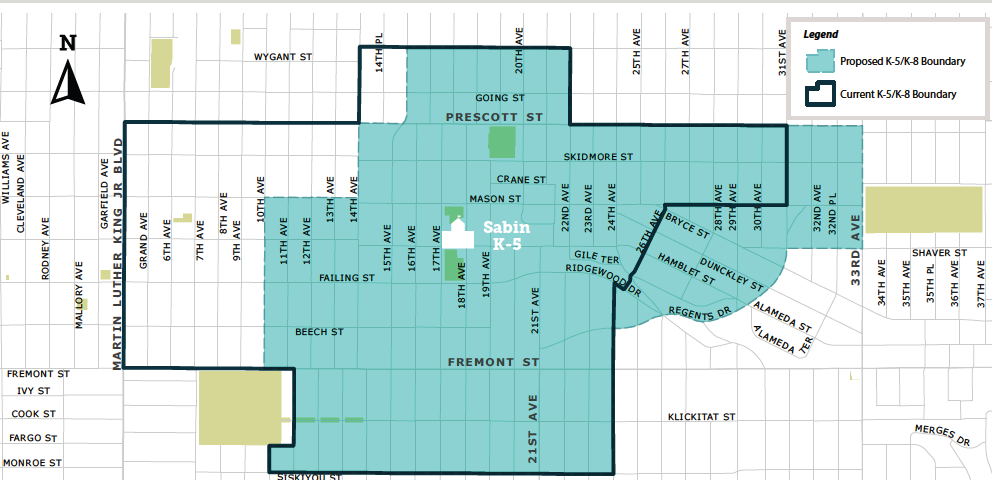 N
Legend
Proposed K-5/K-8 Boundary
Current K-5/K-8 Boundary
WYGANT ST
14TH PL
20TH AVE
25TH AVE
27TH AVE
31ST AVE
GOING ST
PRESCOTT ST
SKIDMORE ST
CRANE ST
MASON ST
WILLIAMS AVE
CLEVELAND AVE
RODNEY AVE
MALLORY AVE
GARFIELD AVE
MARTIN LUTHER KING JR BLVD
GRAND AVE
6TH AVE
7TH AVE
8TH AVE
9TH AVE
10TH AVE
11TH AVE
12TH AVE
13TH AVE
14TH AVE
15TH AVE
16TH AVE
17TH AVE
18TH AVE
19TH AVE
21ST AVE
22ND AVE
23RD AVE
24TH AVE
26TH AVE
28TH AVE
29TH AVE
30TH AVE
32ND AVE
32ND PL
33RD AVE
Sabin
K-5
BRYCE ST
GILE TER
RIDGEWOOD DR
HAMBLET ST
DUNCKLEY ST
REGENTS DR
ALAMEDA ST
ALAMEDA TER
SHAVER ST
34TH AVE
35TH AVE
35TH PL
36TH AVE
37TH AVE
FAILING ST
BEECH ST
FREMONT ST
21ST AVE
KLICKITAT ST
MERGES DR
FREMONT ST
IVY ST
COOK ST
FARGO ST
MONROE ST
SISKIYOU ST